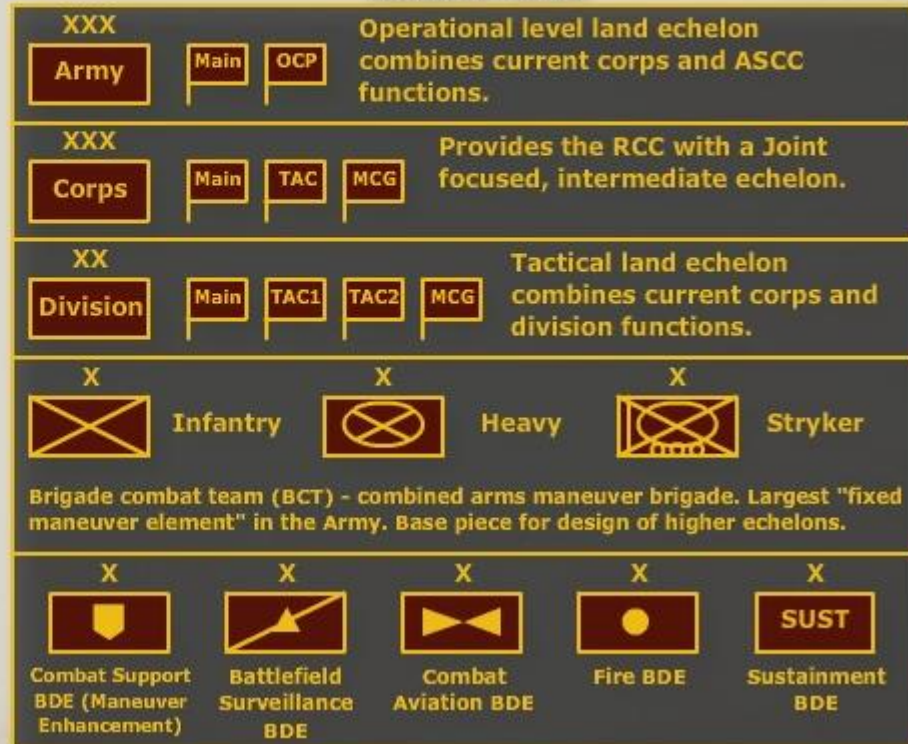 XXX
Army
Main
OCP
Operational level land echelon
combines current corps and ASCC
functions.
XXX
Corps
Main
TAC
MCG
Provides the RCC with a Joint
focused, intermediate echelon.
XX
Division
Main
TAC1
TAC2
MCG
Tactical land echelon
combines current corps and
division functions.
X
Infantry
X
Heavy
X
Stryker
Brigade combat team (BCT) - combined arms maneuver brigade. Largest "fixed
maneuver element" in the Army. Base piece for design of higher echelons.
X
Combat Support
BDE (Maneuver
Enhancement)
X
Battlefield
Surveillance
BDE
X
Combat
Aviation BDE
X
Fire BDE
X
SUST
Sustainment
BDE